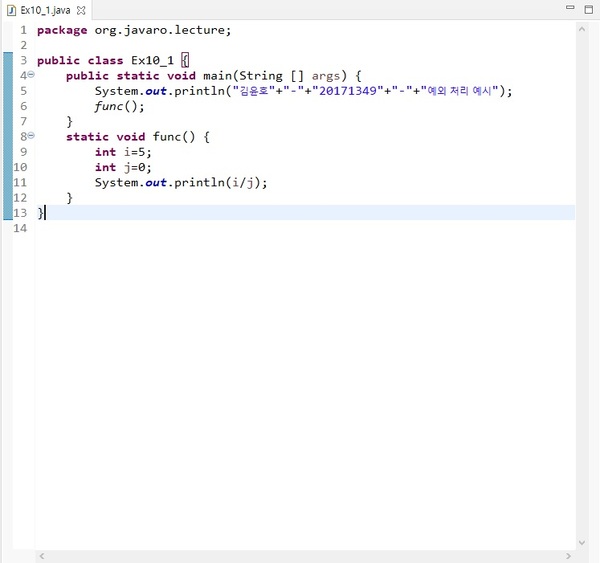 Ex10_1.java
1 package org.javaro.lecture;
2
3 public class Ex10_1 {
4 public static void main(String [] args) {
5 System.out.println("김윤호"+"-"+"20171349"+"-"+"예외 처리 예시");
6 func();
7 }
8 static void func() {
9 int i=5;
10 int j=0;
11 System.out.println(i/j);
12 }
13 }
14